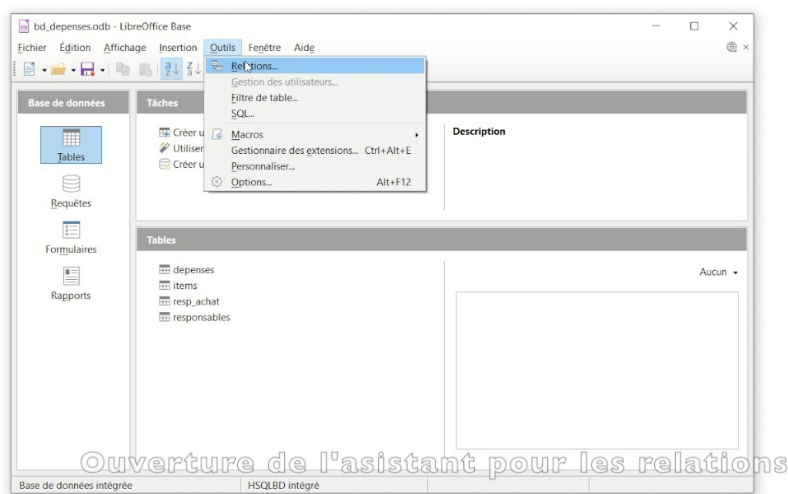 bd_depenses.odb - LibreOffice Base
Fichier Édition Affichage Insertion Outils Fenêtre Aide
Relations...
Gestion des utilisateurs...
Filtre de table...
SQL...
Macros
Gestionnaire des extensions... Ctrl+Alt+E
Personnaliser...
Options... Alt+F12
Base de données
Tables
Requêtes
Formulaires
Rapports
Tâches
Créer u
Utiliser
Créer u
Description
Tables
depenses
items
resp_achat
responsables
Aucun
Ouverture de l'asistant pour les relations
Base de données intégrée HSQLBD intégré